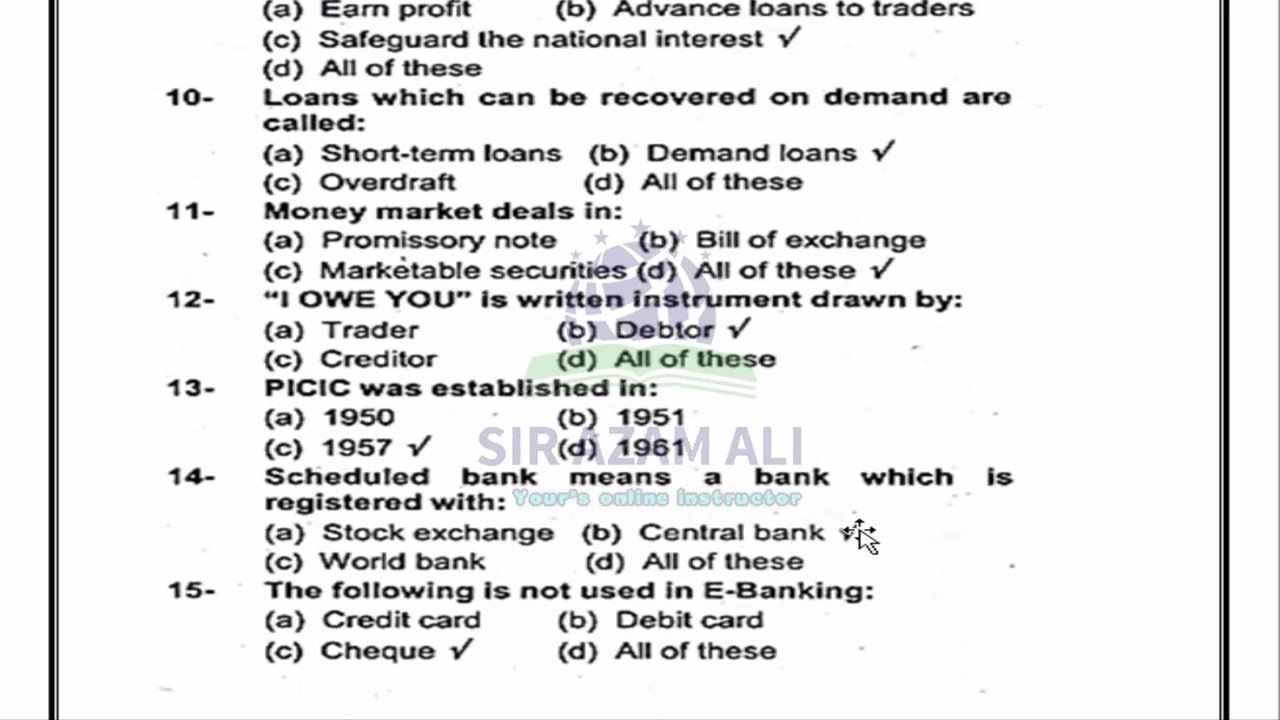 (a) Earn profit (b) Advance loans to traders
(c) Safeguard the national interest ✓
(d) All of these
10- Loans which can be recovered on demand are
called:
(a) Short-term loans (b) Demand loans ✓
(c) Overdraft (d) All of these
11- Money market deals in:
(a) Promissory note (b) Bill of exchange
(c) Marketable securities (d) All of these ✓
12- “I OWE YOU” is written instrument drawn by:
(a) Trader (b) Debtor ✓
(c) Creditor (d) All of these
13- PICIC was established in:
(a) 1950 (b) 1951
(c) 1957 ✓ (d) 1961
SIR AZAM ALI
14- Scheduled bank means a bank which is
registered with:
Your's online instructor
(a) Stock exchange (b) Central bank ✓
(c) World bank (d) All of these
15- The following is not used in E-Banking:
(a) Credit card (b) Debit card
(c) Cheque ✓ (d) All of these